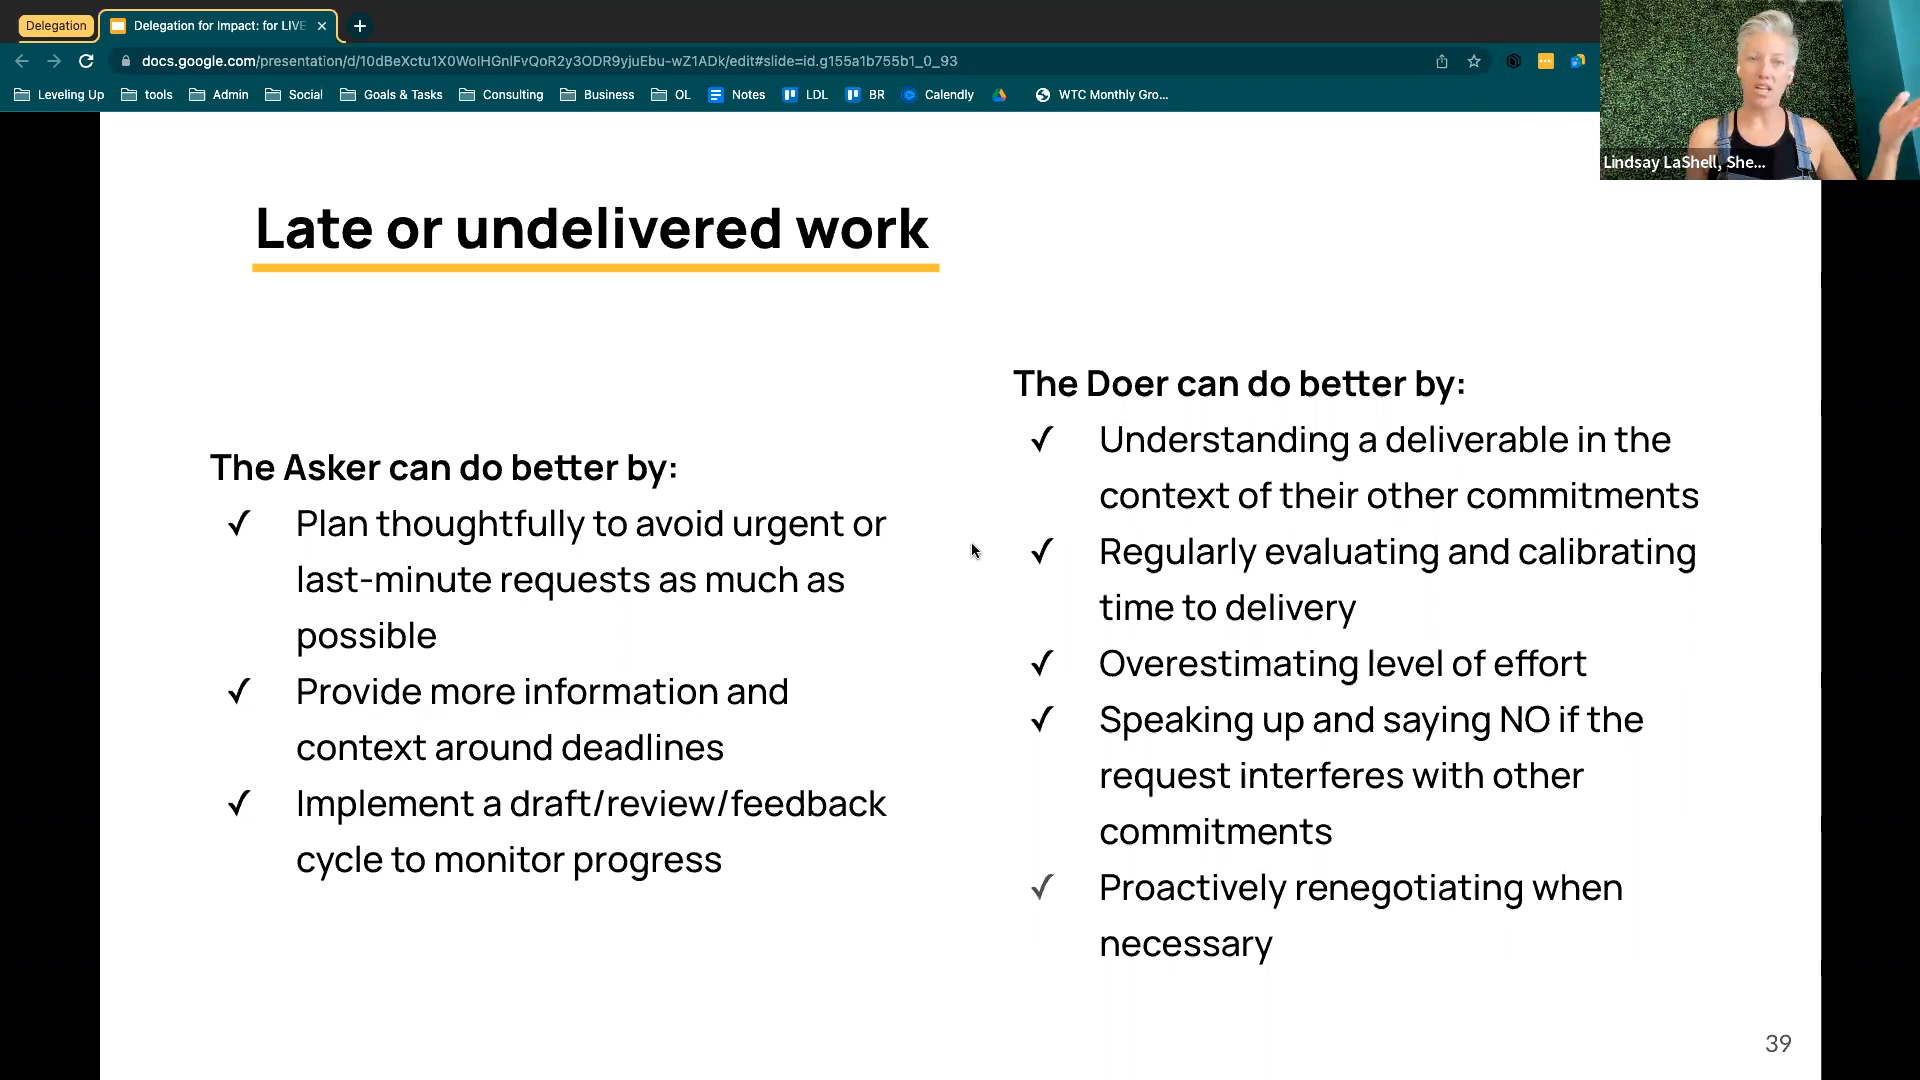 Delegation
Delegation for Impact: for LIVE
docs.google.com/presentation/d/10dBeXctu1X0WolHGnlFvQoR2y3ODR9yjuEbu-wZ1ADk/edit#slide=id.g155a1b755b1_0_93
Leveling Up tools Admin Social Goals & Tasks Consulting Business OL Notes LDL BR Calendly WTC Monthly Gro...
Lindsay LaShell, She...
Late or undelivered work
The Asker can do better by:
✓ Plan thoughtfully to avoid urgent or
last-minute requests as much as
possible
✓ Provide more information and
context around deadlines
✓ Implement a draft/review/feedback
cycle to monitor progress
The Doer can do better by:
✓ Understanding a deliverable in the
context of their other commitments
✓ Regularly evaluating and calibrating
time to delivery
✓ Overestimating level of effort
✓ Speaking up and saying NO if the
request interferes with other
commitments
✓ Proactively renegotiating when
necessary
39